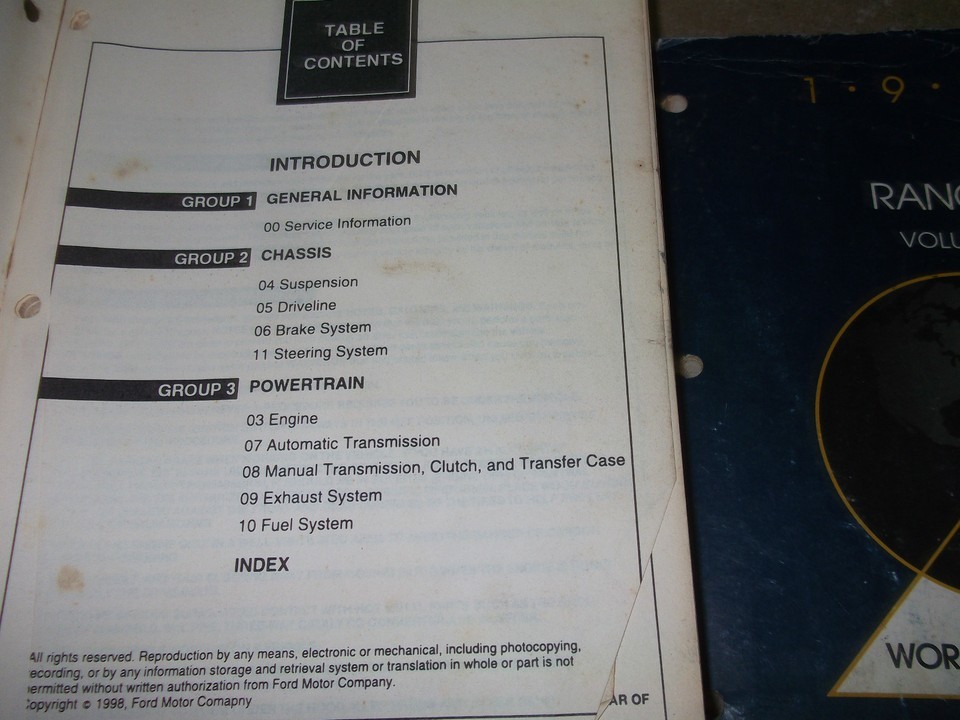 TABLE
OF
CONTENTS
INTRODUCTION
GROUP 1 GENERAL INFORMATION
00 Service Information
GROUP 2 CHASSIS
04 Suspension
05 Driveline
06 Brake System
11 Steering System
GROUP 3 POWERTRAIN
03 Engine
07 Automatic Transmission
08 Manual Transmission, Clutch, and Transfer Case
09 Exhaust System
10 Fuel System
INDEX
All rights reserved. Reproduction by any means, electronic or mechanical, including photocopying,
ecording, or by any information storage and retrieval system or translation in whole or part is not
ermitted without written authorization from Ford Motor Company.
Copyright © 1998, Ford Motor Comapny
AR OF
1 • 9 •
RANG
VOLU
WOR